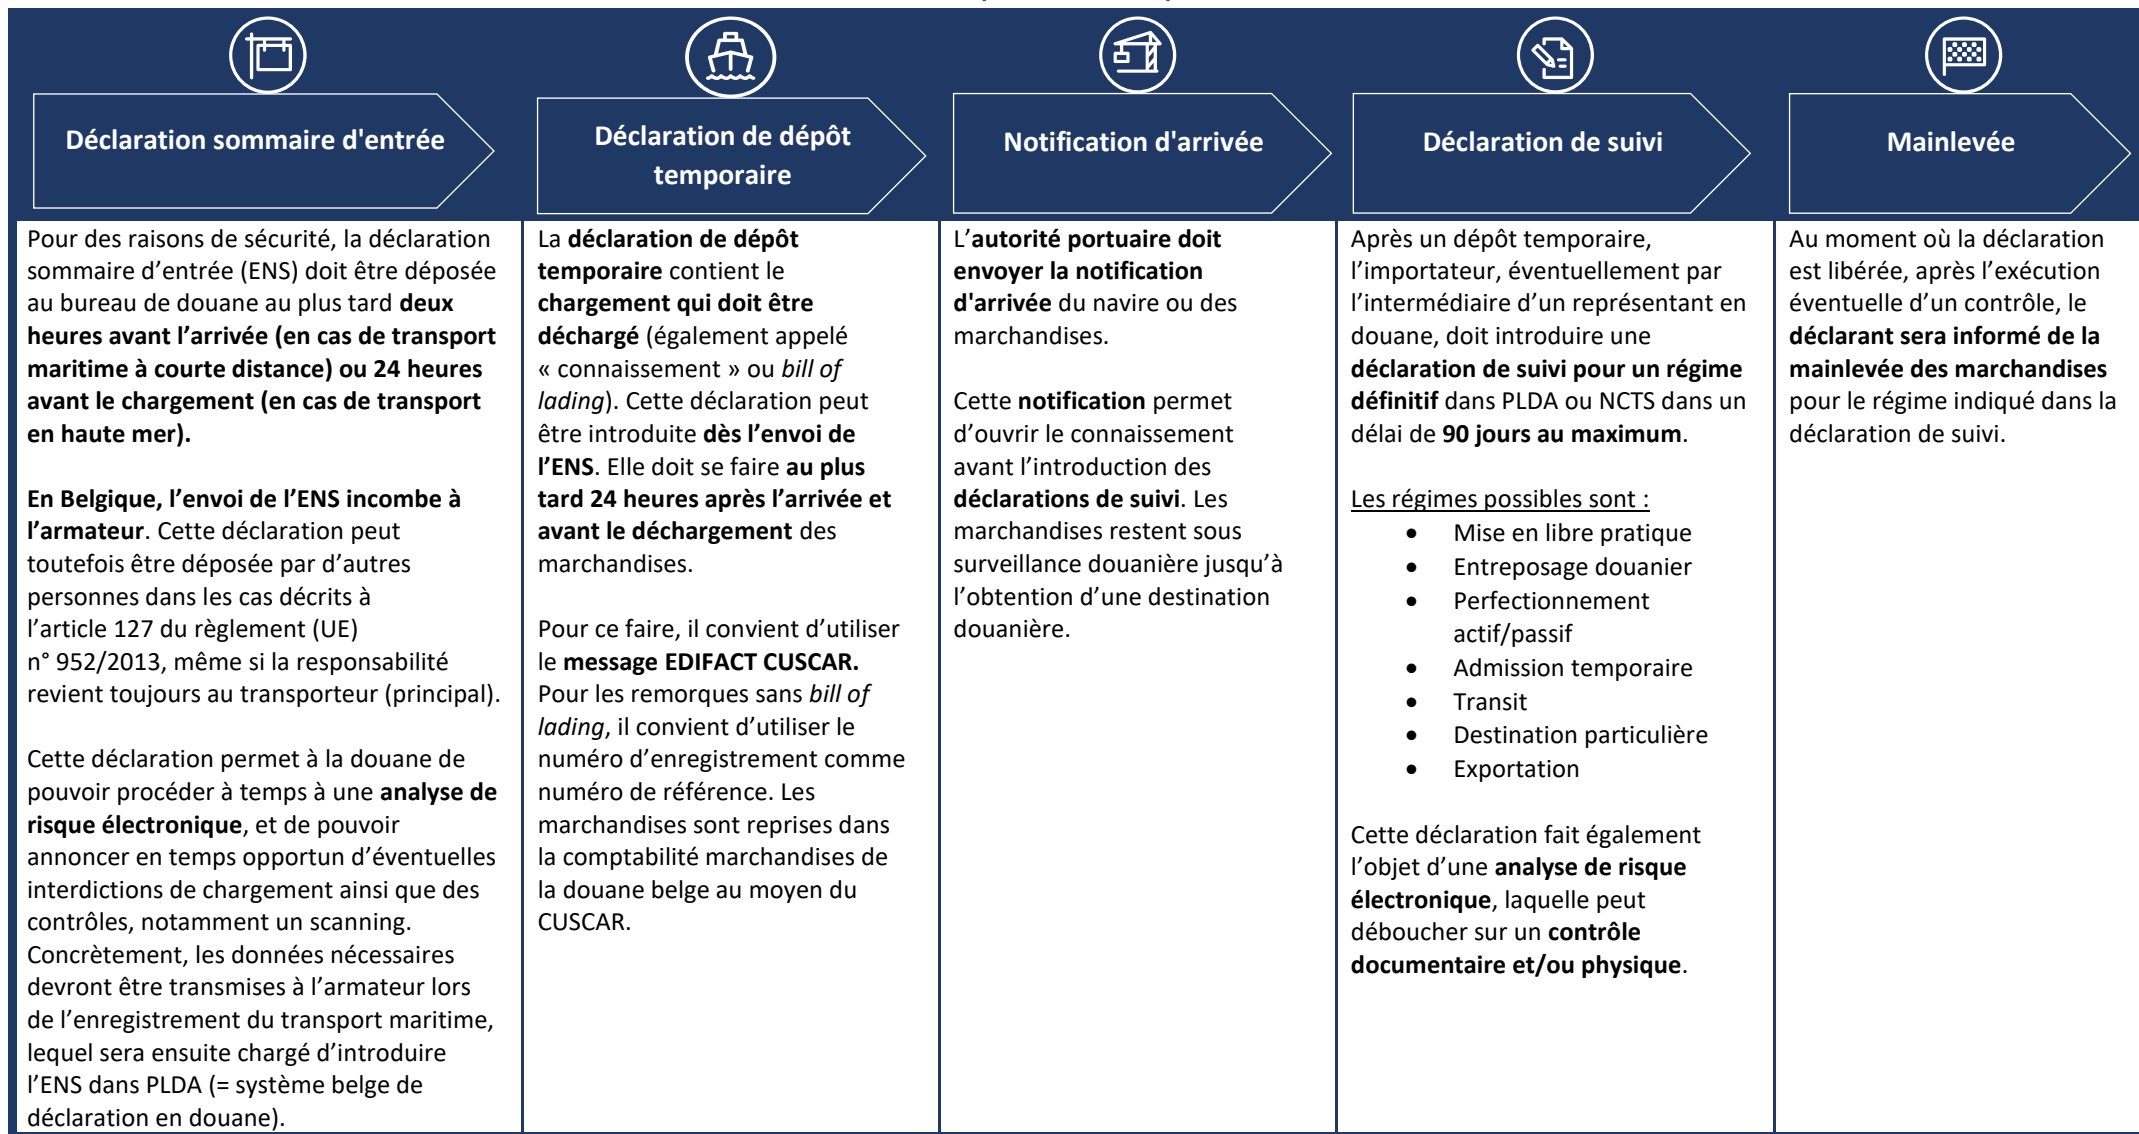 Déclaration sommaire d'entrée
Déclaration de dépôt
temporaire
Notification d'arrivée
Déclaration de suivi
Mainlevée
Pour des raisons de sécurité, la déclaration
sommaire d’entrée (ENS) doit être déposée
au bureau de douane au plus tard deux
heures avant l’arrivée (en cas de transport
maritime à courte distance) ou 24 heures
avant le chargement (en cas de transport
en haute mer).
En Belgique, l’envoi de l’ENS incombe à
l’armateur. Cette déclaration peut
toutefois être déposée par d’autres
personnes dans les cas décrits à
l’article 127 du règlement (UE)
n° 952/2013, même si la responsabilité
revient toujours au transporteur (principal).
Cette déclaration permet à la douane de
pouvoir procéder à temps à une analyse de
risque électronique, et de pouvoir
annoncer en temps opportun d’éventuelles
interdictions de chargement ainsi que des
contrôles, notamment un scanning.
Concrètement, les données nécessaires
devront être transmises à l’armateur lors
de l’enregistrement du transport maritime,
lequel sera ensuite chargé d’introduire
l’ENS dans PLDA (= système belge de
déclaration en douane).
La déclaration de dépôt
temporaire contient le
chargement qui doit être
déchargé (également appelé
« connaissement » ou bill of
lading). Cette déclaration peut
être introduite dès l’envoi de
l’ENS. Elle doit se faire au plus
tard 24 heures après l’arrivée et
avant le déchargement des
marchandises.
Pour ce faire, il convient d’utiliser
le message EDIFACT CUSCAR.
Pour les remorques sans bill of
lading, il convient d’utiliser le
numéro d’enregistrement comme
numéro de référence. Les
marchandises sont reprises dans
la comptabilité marchandises de
la douane belge au moyen du
CUSCAR.
L’autorité portuaire doit
envoyer la notification
d'arrivée du navire ou des
marchandises.
Cette notification permet
d’ouvrir le connaissement
avant l’introduction des
déclarations de suivi. Les
marchandises restent sous
surveillance douanière jusqu’à
l’obtention d’une destination
douanière.
Après un dépôt temporaire,
l’importateur, éventuellement par
l’intermédiaire d’un représentant en
douane, doit introduire une
déclaration de suivi pour un régime
définitif dans PLDA ou NCTS dans un
délai de 90 jours au maximum.
Les régimes possibles sont :
• Mise en libre pratique
• Entreposage douanier
• Perfectionnement
actif/passif
• Admission temporaire
• Transit
• Destination particulière
• Exportation
Cette déclaration fait également
l’objet d’une analyse de risque
électronique, laquelle peut
déboucher sur un contrôle
documentaire et/ou physique.
Au moment où la déclaration
est libérée, après l’exécution
éventuelle d’un contrôle, le
déclarant sera informé de la
mainlevée des marchandises
pour le régime indiqué dans la
déclaration de suivi.